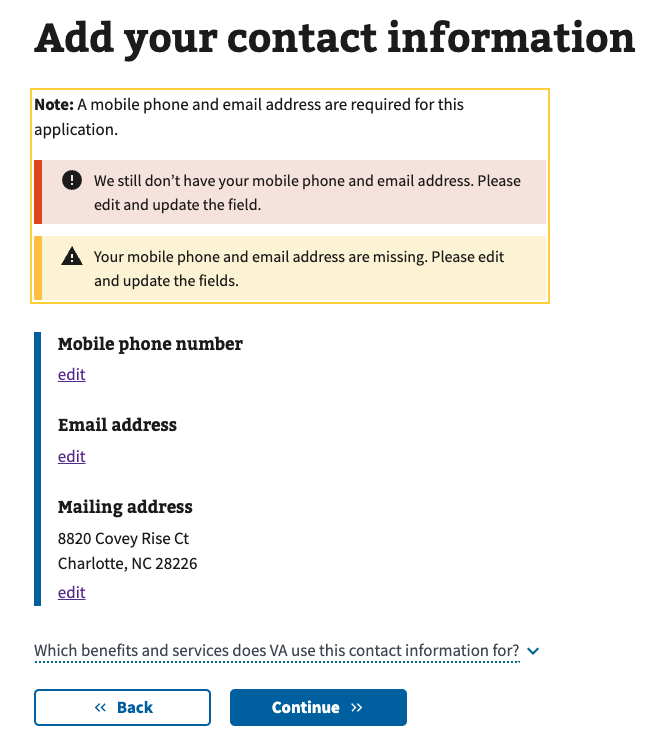 Add your contact information
Note: A mobile phone and email address are required for this
application.
We still don’t have your mobile phone and email address. Please
edit and update the field.
Your mobile phone and email address are missing. Please edit
and update the fields.
Mobile phone number
edit
Email address
edit
Mailing address
8820 Covey Rise Ct
Charlotte, NC 28226
edit
Which benefits and services does VA use this contact information for?
Back
Continue